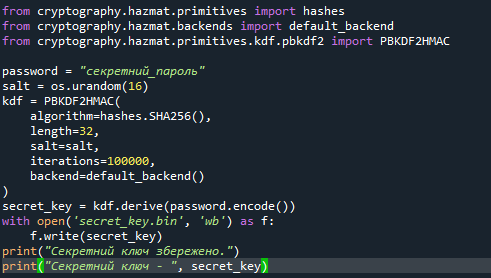 from cryptography.hazmat.primitives import hashes
from cryptography.hazmat.backends import default_backend
from cryptography.hazmat.primitives.kdf.pbkdf2 import PBKDF2HMAC
password = "секретний_пароль"
salt = os.urandom(16)
kdf = PBKDF2HMAC(
    algorithm=hashes.SHA256(),
    length=32,
    salt=salt,
    iterations=100000,
    backend=default_backend()
)
secret_key = kdf.derive(password.encode())
with open('secret_key.bin', 'wb') as f:
    f.write(secret_key)
print("Секретний ключ збережено.")
print("Секретний ключ - ", secret_key)